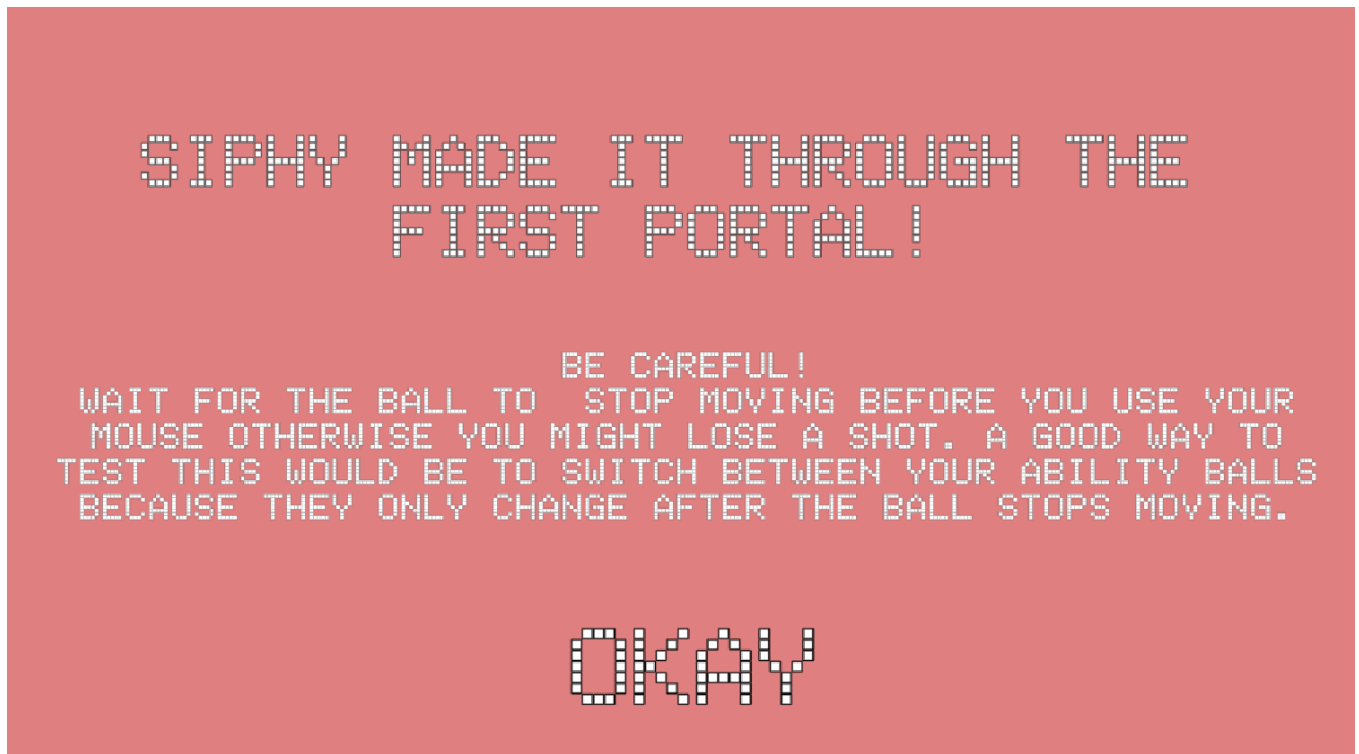 SIPHY MADE IT THROUGH THE
FIRST PORTAL!
BE CAREFUL!
WAIT FOR THE BALL TO  STOP MOVING BEFORE YOU USE YOUR
MOUSE OTHERWISE YOU MIGHT LOSE A SHOT. A GOOD WAY TO
TEST THIS WOULD BE TO SWITCH BETWEEN YOUR ABILITY BALLS
BECAUSE THEY ONLY CHANGE AFTER THE BALL STOPS MOVING.
OKAY